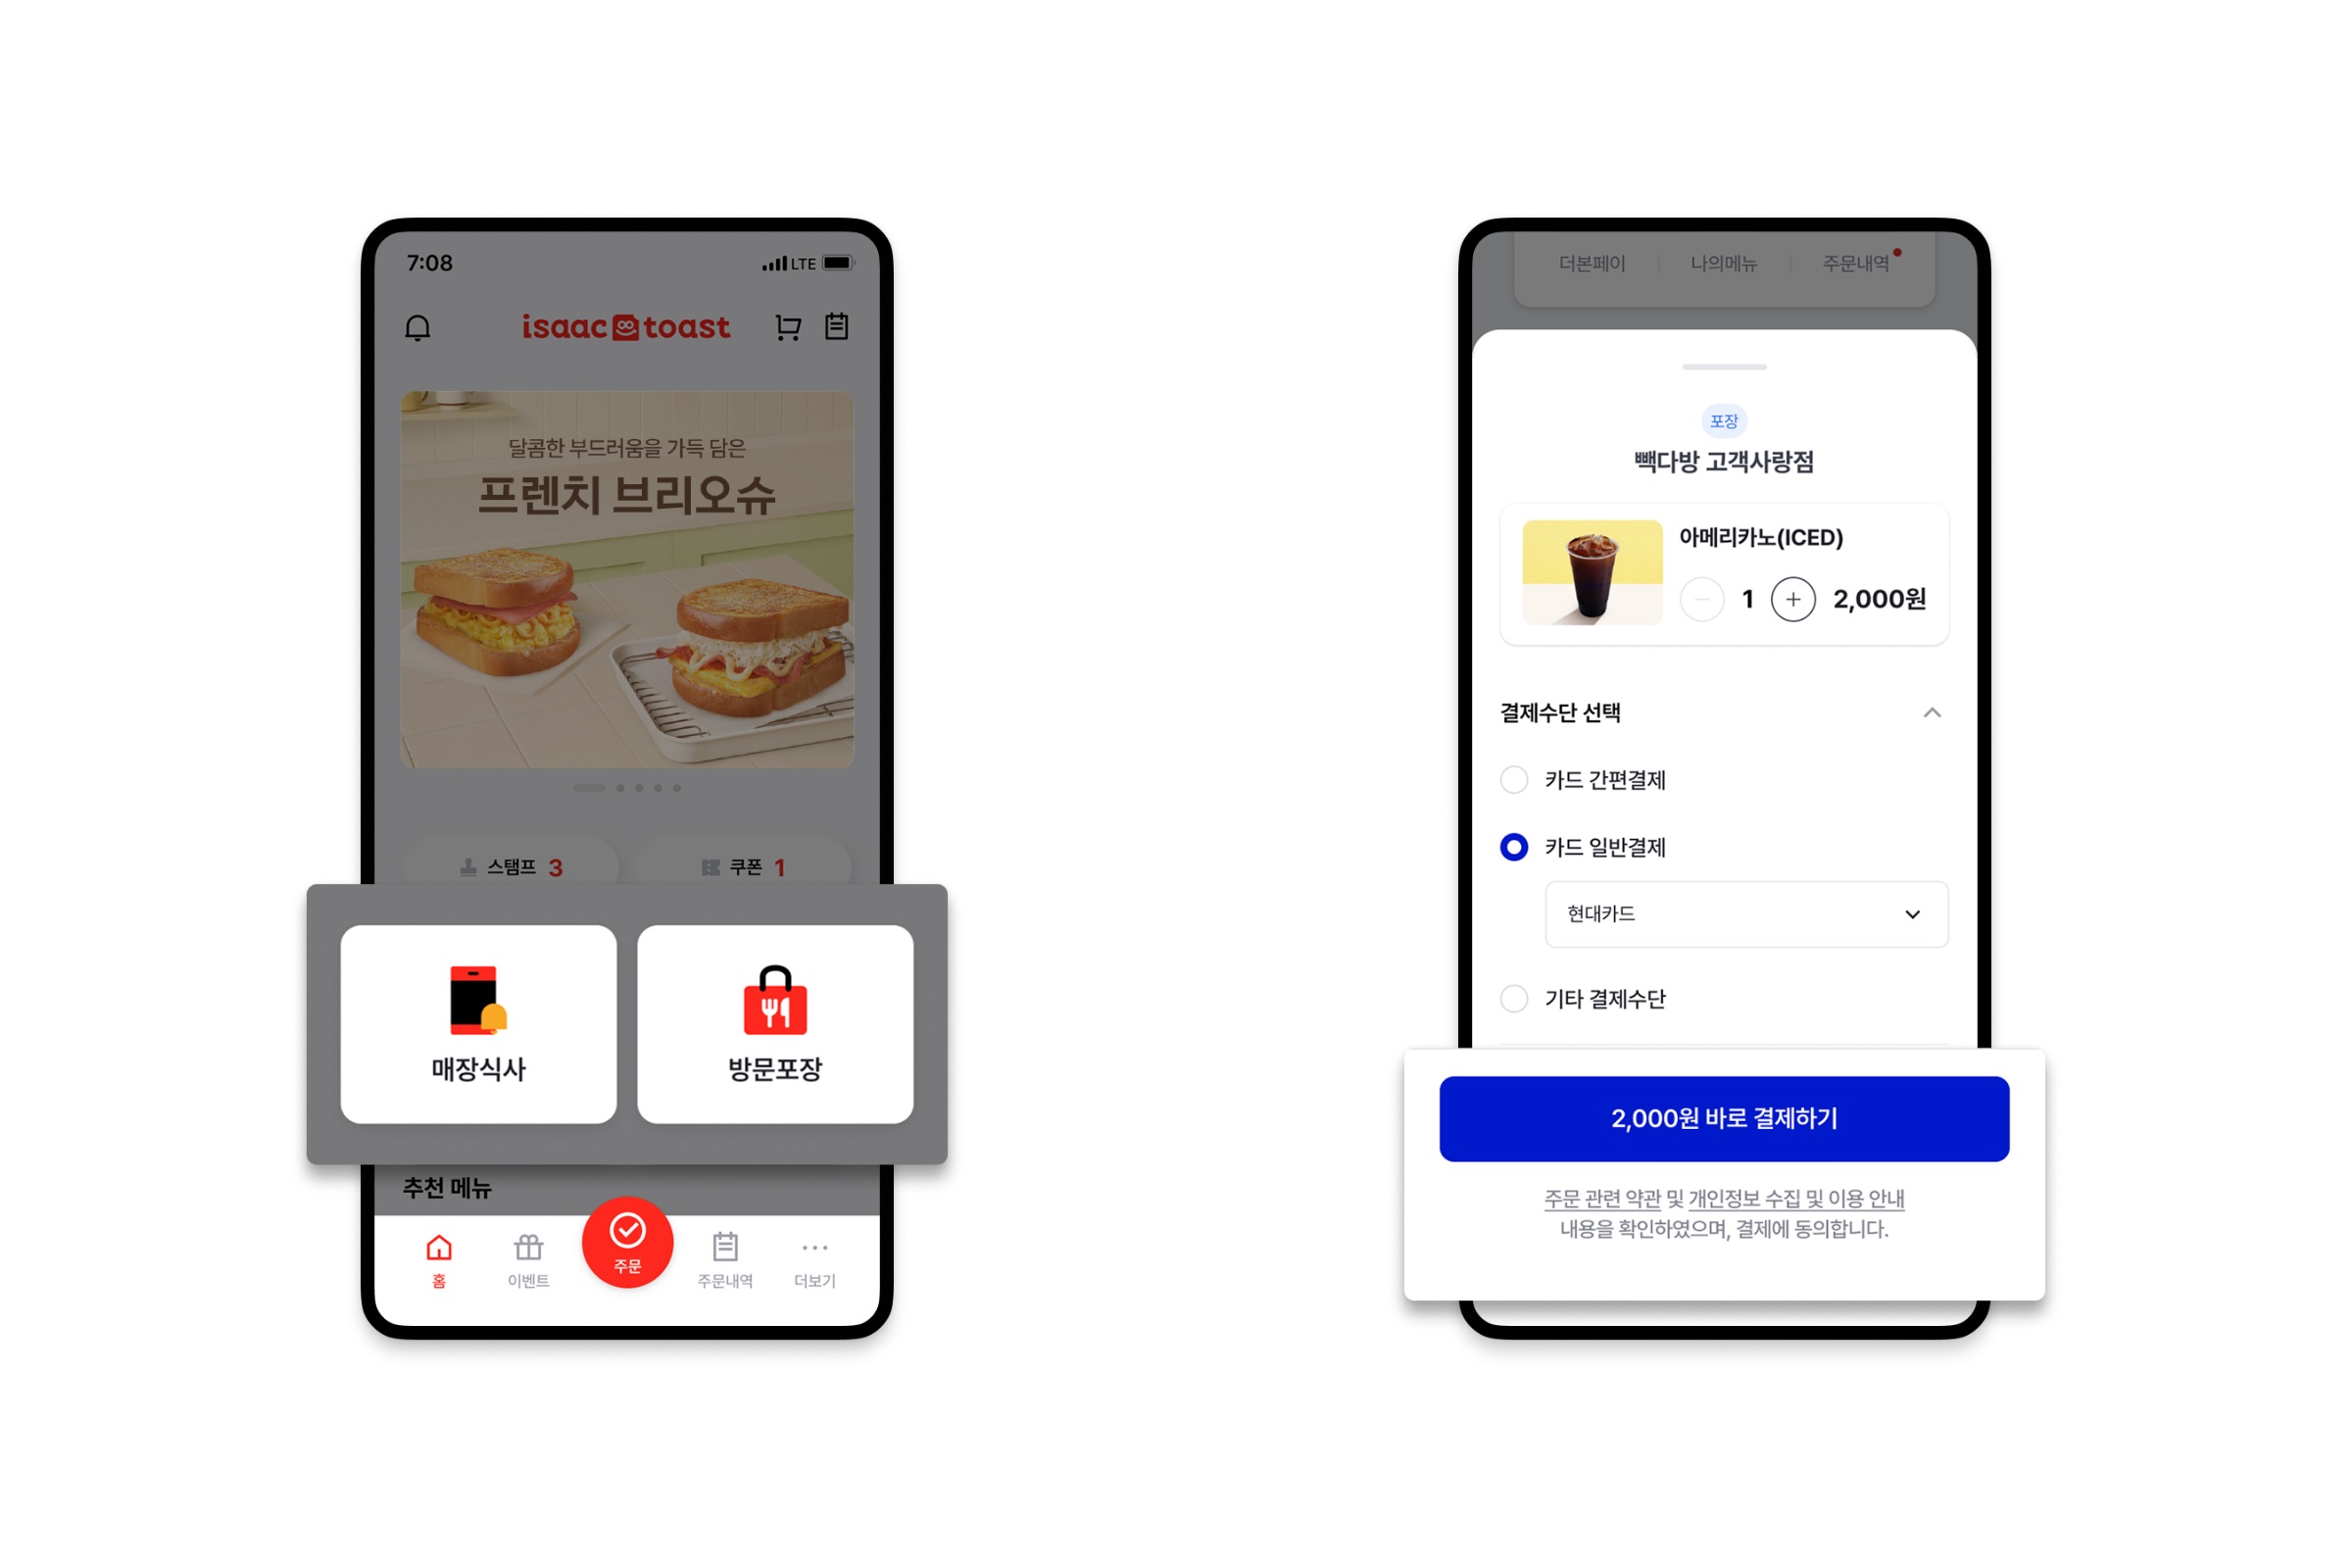 7:08
LTE
isaac toast
달콤한 부드러움을 가득 담은
프렌치 브리오슈
스탬프 3
쿠폰 1
매장식사
방문포장
추천 메뉴
홈
이벤트
주문
주문내역
더보기
더본페이
나의메뉴
주문내역
포장
빽다방 고객사랑점
아메리카노(ICED)
1
2,000원
결제수단 선택
카드 간편결제
카드 일반결제
현대카드
기타 결제수단
2,000원 바로 결제하기
주문 관련 약관 및 개인정보 수집 및 이용 안내
내용을 확인하였으며, 결제에 동의합니다.